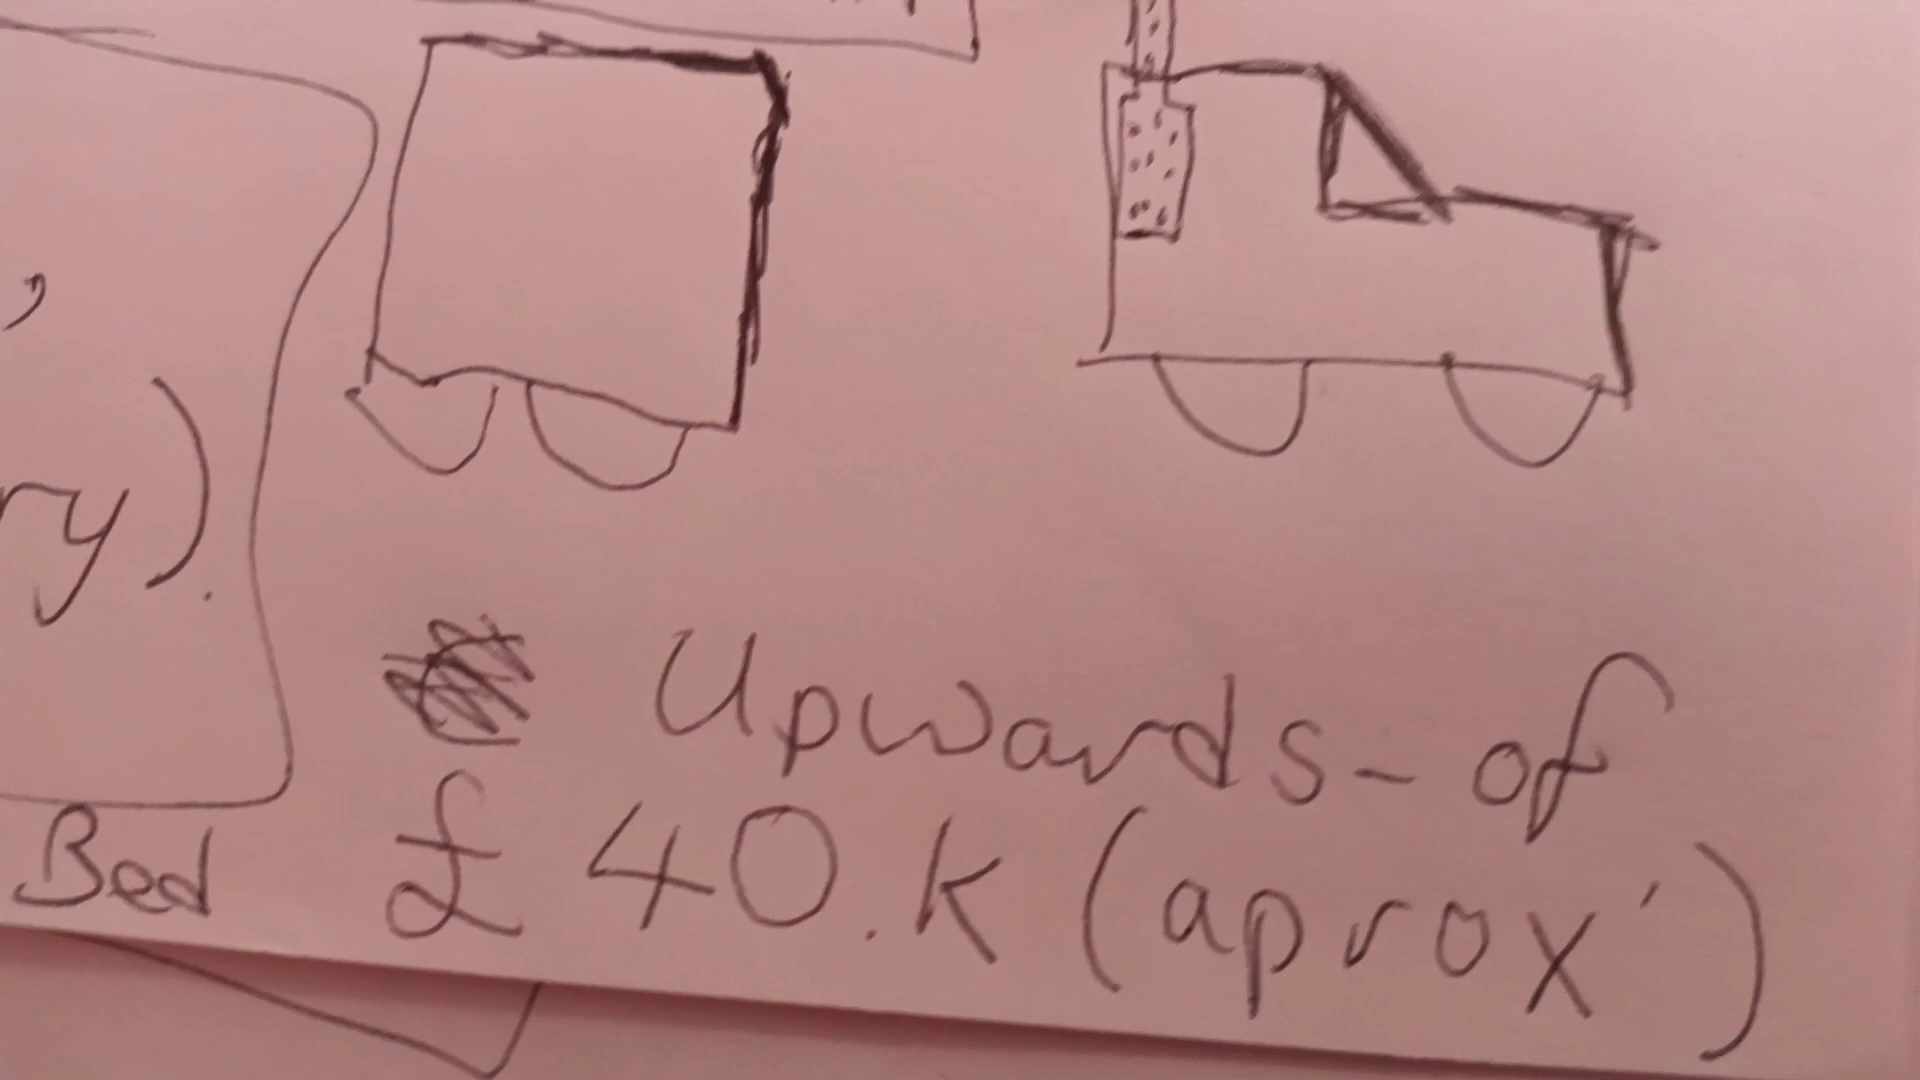 ry).
Upwards-of
Bed £40.k (aprox')